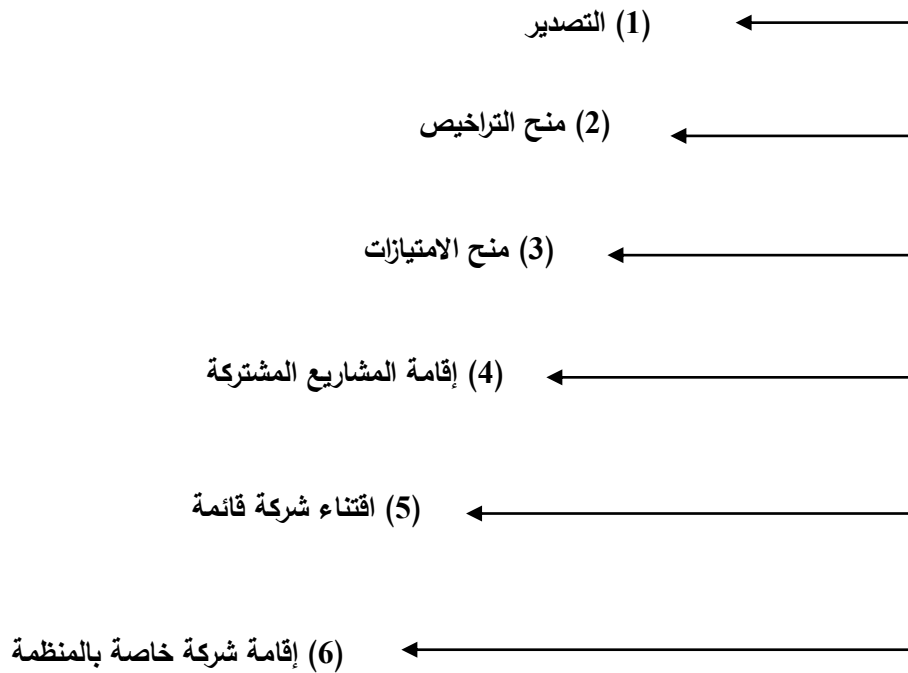 (1) التصدير
(2) منح التراخيص
(3) منح الامتيازات
(4) إقامة المشاريع المشتركة
(5) اقتناء شركة قائمة
(6) إقامة شركة خاصة بالمنظمة